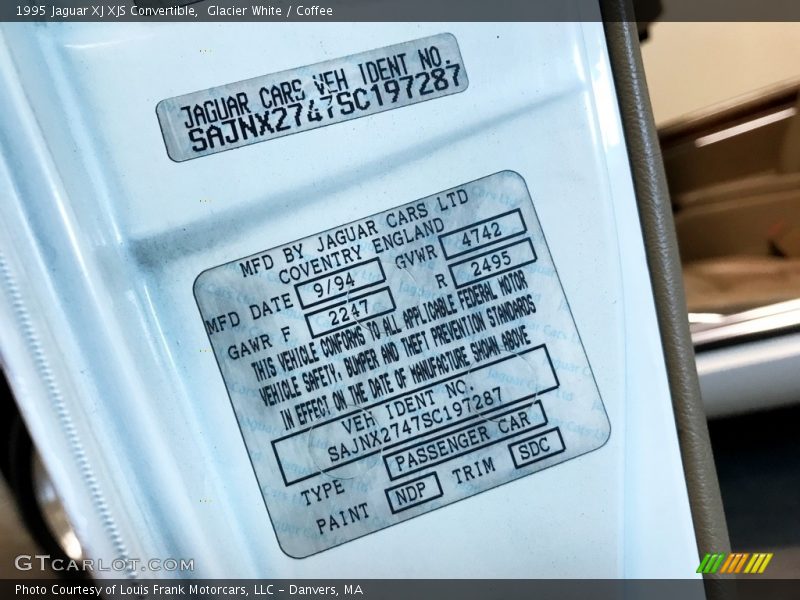 1995 Jaguar XJ XJS Convertible,  Glacier White / Coffee
JAGUAR CARS VEH IDENT NO.
SAJNX2747SC197287
MFD BY JAGUAR CARS LTD
COVENTRY ENGLAND
MFD DATE 9/94 GVWR 4742
GAWR F 2247 R 2495
THIS VEHICLE CONFORMS TO ALL APPLICABLE FEDERAL MOTOR
VEHICLE SAFETY, BUMPER AND THEFT PREVENTION STANDARDS
IN EFFECT ON THE DATE OF MANUFACTURE SHOWN ABOVE
VEH IDENT NO.
SAJNX2747SC197287
TYPE PASSENGER CAR
PAINT NDP TRIM SDC
GTCARLOT.COM
Photo Courtesy of Louis Frank Motorcars, LLC – Danvers, MA